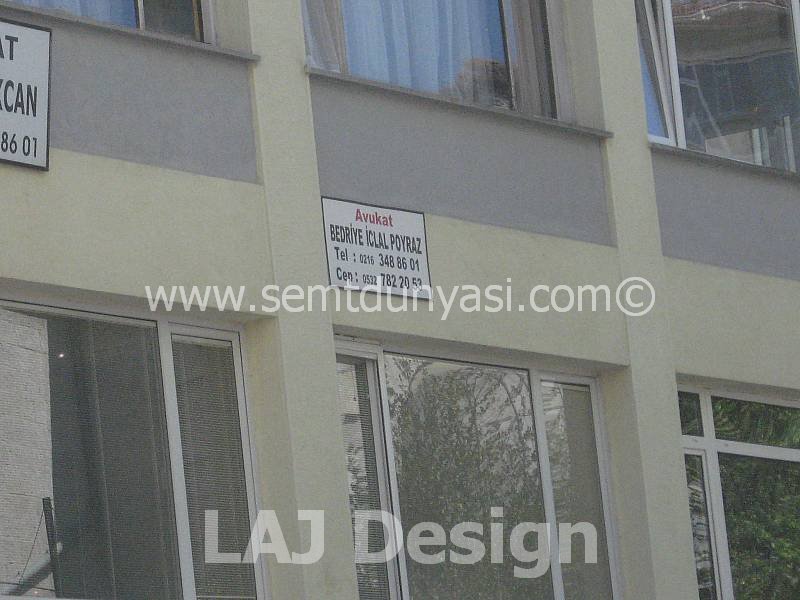 AT
KCAN
86 01
Avukat
BEDRİYE İCLAL POYRAZ
Tel : 0216 348 86 01
Cep : 0532 782 20 53
www.semtdunyasi.com©
LAJ Design